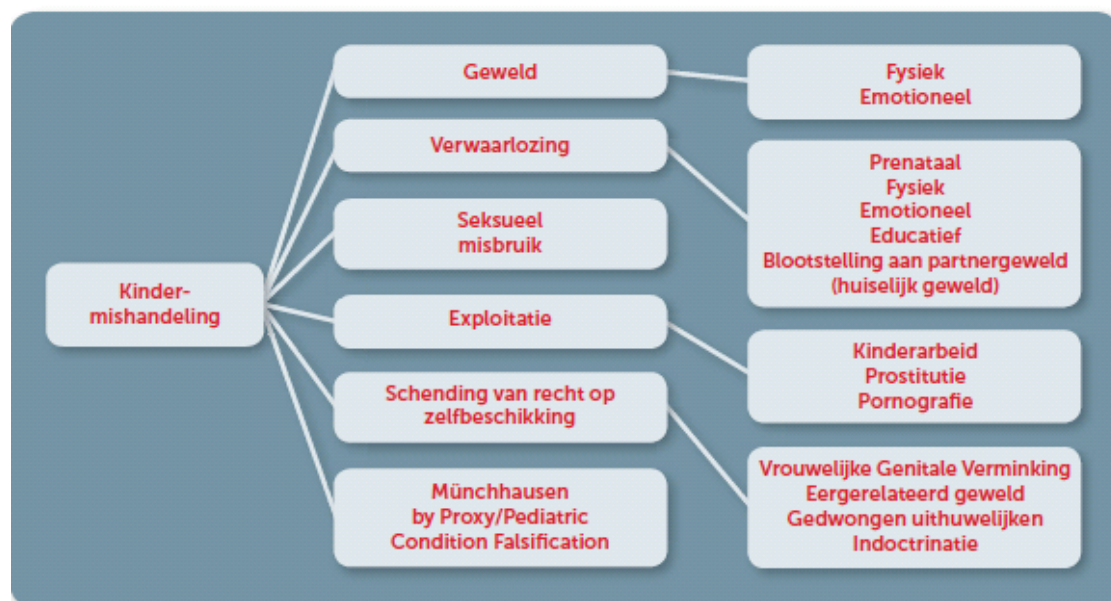 Kinder-
mishandeling
Geweld
Fysiek
Emotioneel
Verwaarlozing
Prenataal
Fysiek
Emotioneel
Educatief
Blootstelling aan partnergeweld
(huiselijk geweld)
Seksueel
misbruik
Exploitatie
Kinderarbeid
Prostitutie
Pornografie
Schending van recht op
zelfbeschikking
Vrouwelijke Genitale Verminking
Eergerelateerd geweld
Gedwongen uithuwelijken
Indoctrinatie
Münchhausen
by Proxy/Pediatric
Condition Falsification